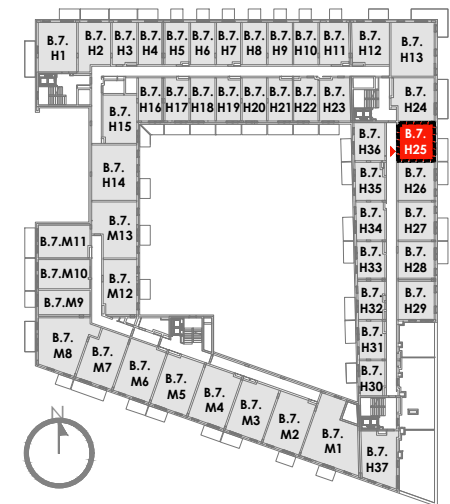 B.7.
H1
B.7.
H2
B.7.
H3
B.7.
H4
B.7.
H5
B.7.
H6
B.7.
H7
B.7.
H8
B.7.
H9
B.7.
H10
B.7.
H11
B.7.
H12
B.7.
H13
B.7.
H15
B.7.
H16
B.7.
H17
B.7.
H18
B.7.
H19
B.7.
H20
B.7.
H21
B.7.
H22
B.7.
H23
B.7.
H24
B.7.
H36
B.7.
H25
B.7.
H14
B.7.
H35
B.7.
H26
B.7.
M13
B.7.
H34
B.7.
H27
B.7.M11
B.7.
H33
B.7.
H28
B.7.M10
B.7.
M12
B.7.
H32
B.7.
H29
B.7.M9
B.7.
H31
B.7.
M8
B.7.
M7
B.7.
M6
B.7.
M5
B.7.
M4
B.7.
M3
B.7.
M2
B.7.
M1
B.7.
H30
B.7.
H37
N